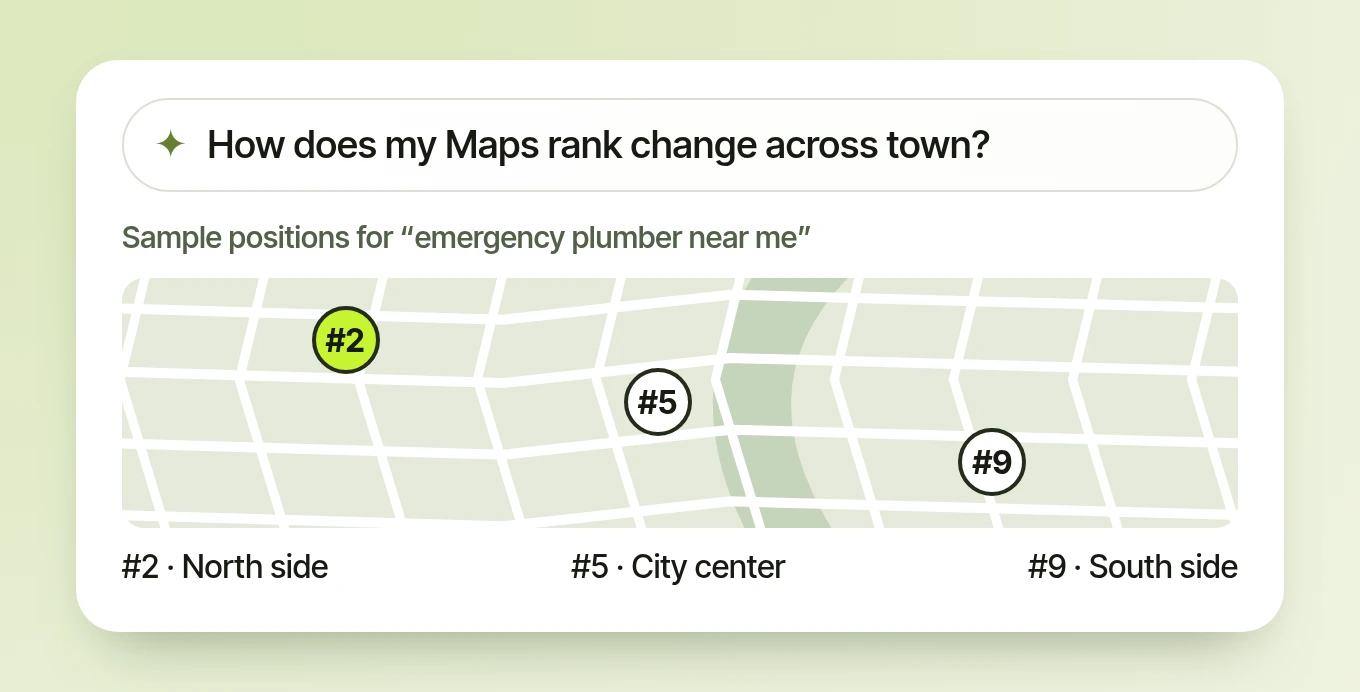 How does my Maps rank change across town?
Sample positions for “emergency plumber near me”
#2
#5
#9
#2 · North side
#5 · City center
#9 · South side